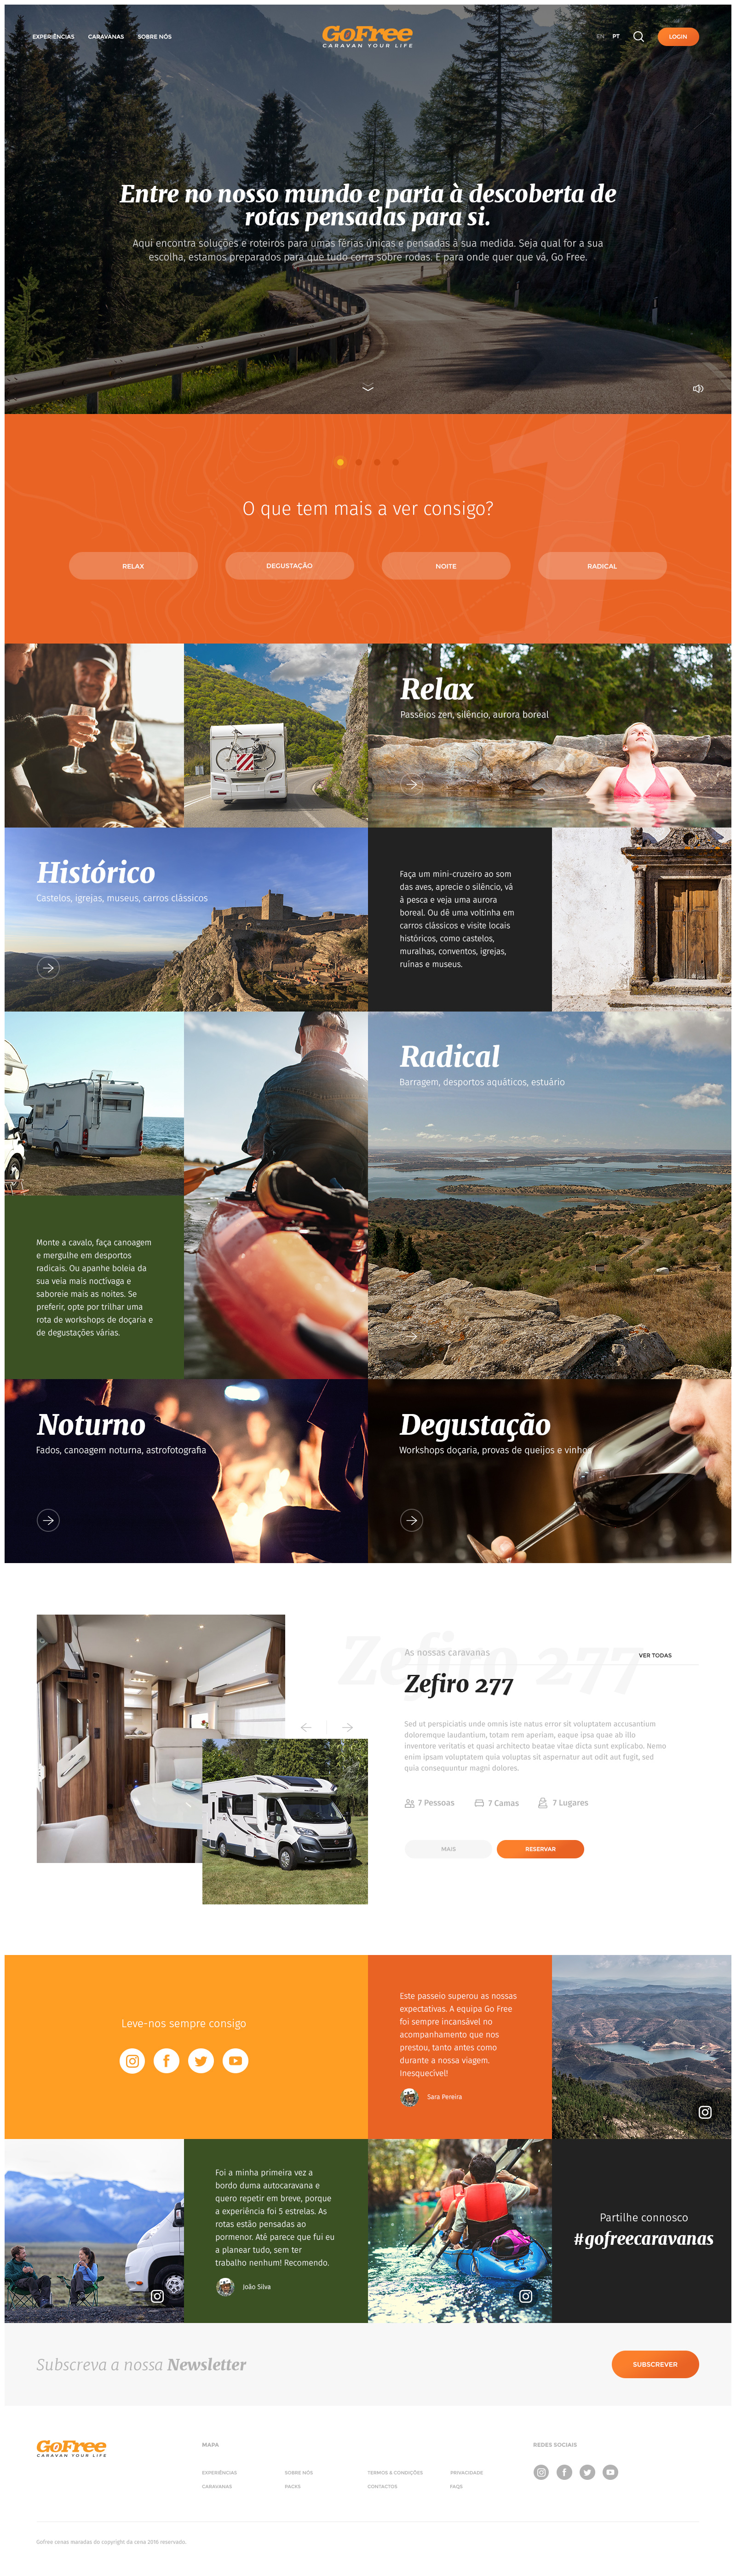 EXPERIÊNCIAS CARAVANAS SOBRE NÓS
GoFree
CARAVAN YOUR LIFE
EN PT
LOGIN
Entre no nosso mundo e parta à descoberta de
rotas pensadas para si.
Aqui encontra soluções e roteiros para umas férias únicas e pensadas à sua medida. Seja qual for a sua
escolha, estamos preparados para que tudo corra sobre rodas. E para onde quer que vá, Go Free.
1
O que tem mais a ver consigo?
RELAX DEGUSTAÇÃO NOITE RADICAL
Relax
Passeios zen, silêncio, aurora boreal
Histórico
Castelos, igrejas, museus, carros clássicos
Faça um mini-cruzeiro ao som
das aves, aprecie o silêncio, vá
à pesca e veja uma aurora
boreal. Ou dê uma voltinha em
carros clássicos e visite locais
históricos, como castelos,
muralhas, conventos, igrejas,
ruínas e museus.
Radical
Barragem, desportos aquáticos, estuário
Monte a cavalo, faça canoagem
e mergulhe em desportos
radicais. Ou apanhe boleia da
sua veia mais noctívaga e
saboreie mais as noites. Se
preferir, opte por trilhar uma
rota de workshops de doçaria e
de degustações várias.
Noturno
Fados, canoagem noturna, astrofotografia
Degustação
Workshops doçaria, provas de queijos e vinhos
Zefiro 277
As nossas caravanas
VER TODAS
Zefiro 277
Sed ut perspiciatis unde omnis iste natus error sit voluptatem accusantium
doloremque laudantium, totam rem aperiam, eaque ipsa quae ab illo
inventore veritatis et quasi architecto beatae vitae dicta sunt explicabo. Nemo
enim ipsam voluptatem quia voluptas sit aspernatur aut odit aut fugit, sed
quia consequuntur magni dolores.
7 Pessoas 7 Camas 7 Lugares
MAIS RESERVAR
Leve-nos sempre consigo
Este passeio superou as nossas
expectativas. A equipa Go Free
foi sempre incansável no
acompanhamento que nos
prestou, tanto antes como
durante a nossa viagem.
Inesquecível!
Sara Pereira
Foi a minha primeira vez a
bordo duma autocaravana e
quero repetir em breve, porque
a experiência foi 5 estrelas. As
rotas estão pensadas ao
pormenor. Até parece que fui eu
a planear tudo, sem ter
trabalho nenhum! Recomendo.
João Silva
Partilhe connosco
#gofreecaravanas
Subscreva a nossa Newsletter
SUBSCREVER
GoFree
CARAVAN YOUR LIFE
MAPA
EXPERIÊNCIAS SOBRE NÓS TERMOS & CONDIÇÕES PRIVACIDADE
CARAVANAS PACKS CONTACTOS FAQS
REDES SOCIAIS
Gofree cenas maradas do copyright da cena 2016 reservado.